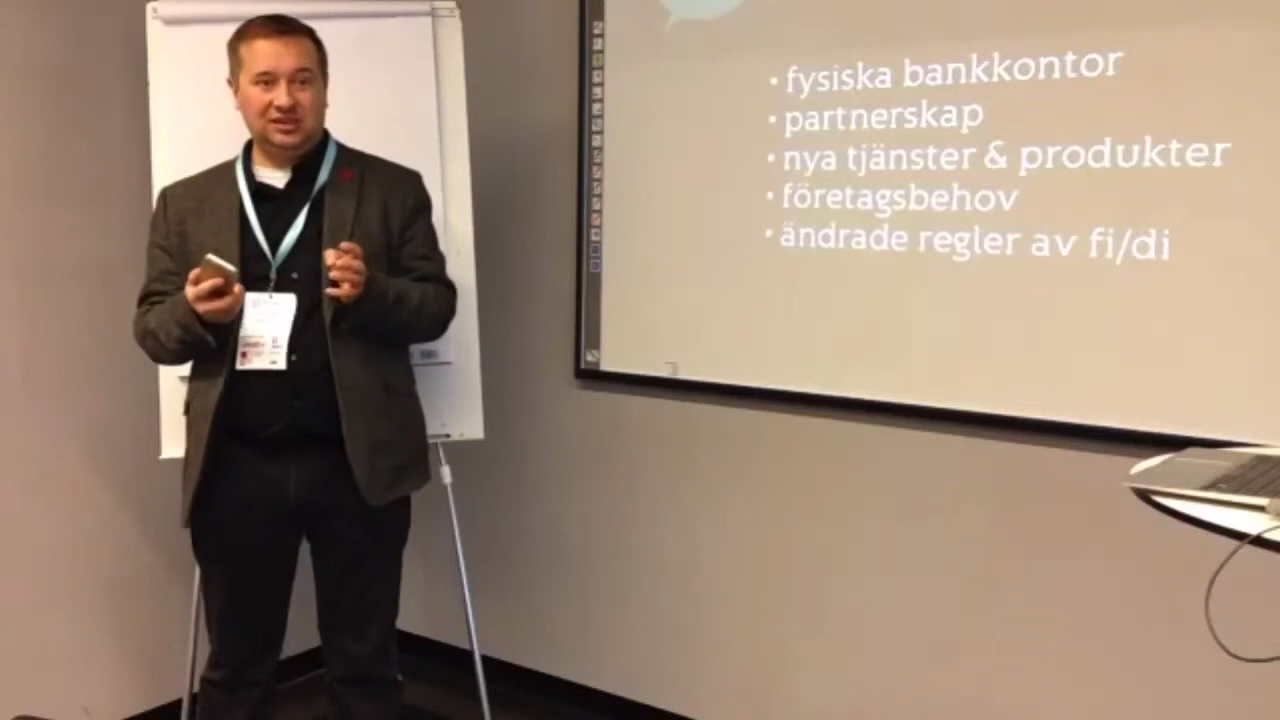 • fysiska bankkontor
• partnerskap
• nya tjänster & produkter
• företagsbehov
• ändrade regler av fi/di